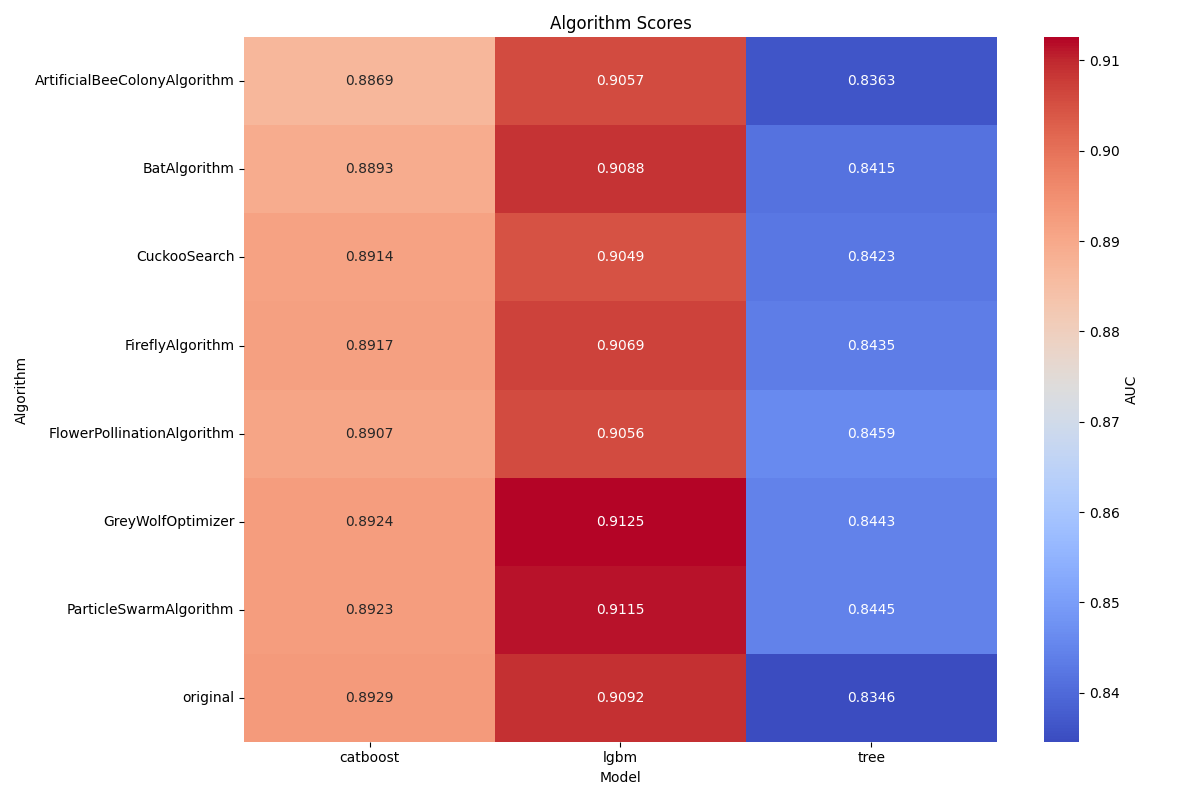 Algorithm Scores
ArtificialBeeColonyAlgorithm 0.8869 0.9057 0.8363
BatAlgorithm 0.8893 0.9088 0.8415
CuckooSearch 0.8914 0.9049 0.8423
FireflyAlgorithm 0.8917 0.9069 0.8435
FlowerPollinationAlgorithm 0.8907 0.9056 0.8459
GreyWolfOptimizer 0.8924 0.9125 0.8443
ParticleSwarmAlgorithm 0.8923 0.9115 0.8445
original 0.8929 0.9092 0.8346
catboost lgbm tree
Model
Algorithm
0.91
0.90
0.89
0.88
0.87
0.86
0.85
0.84
AUC